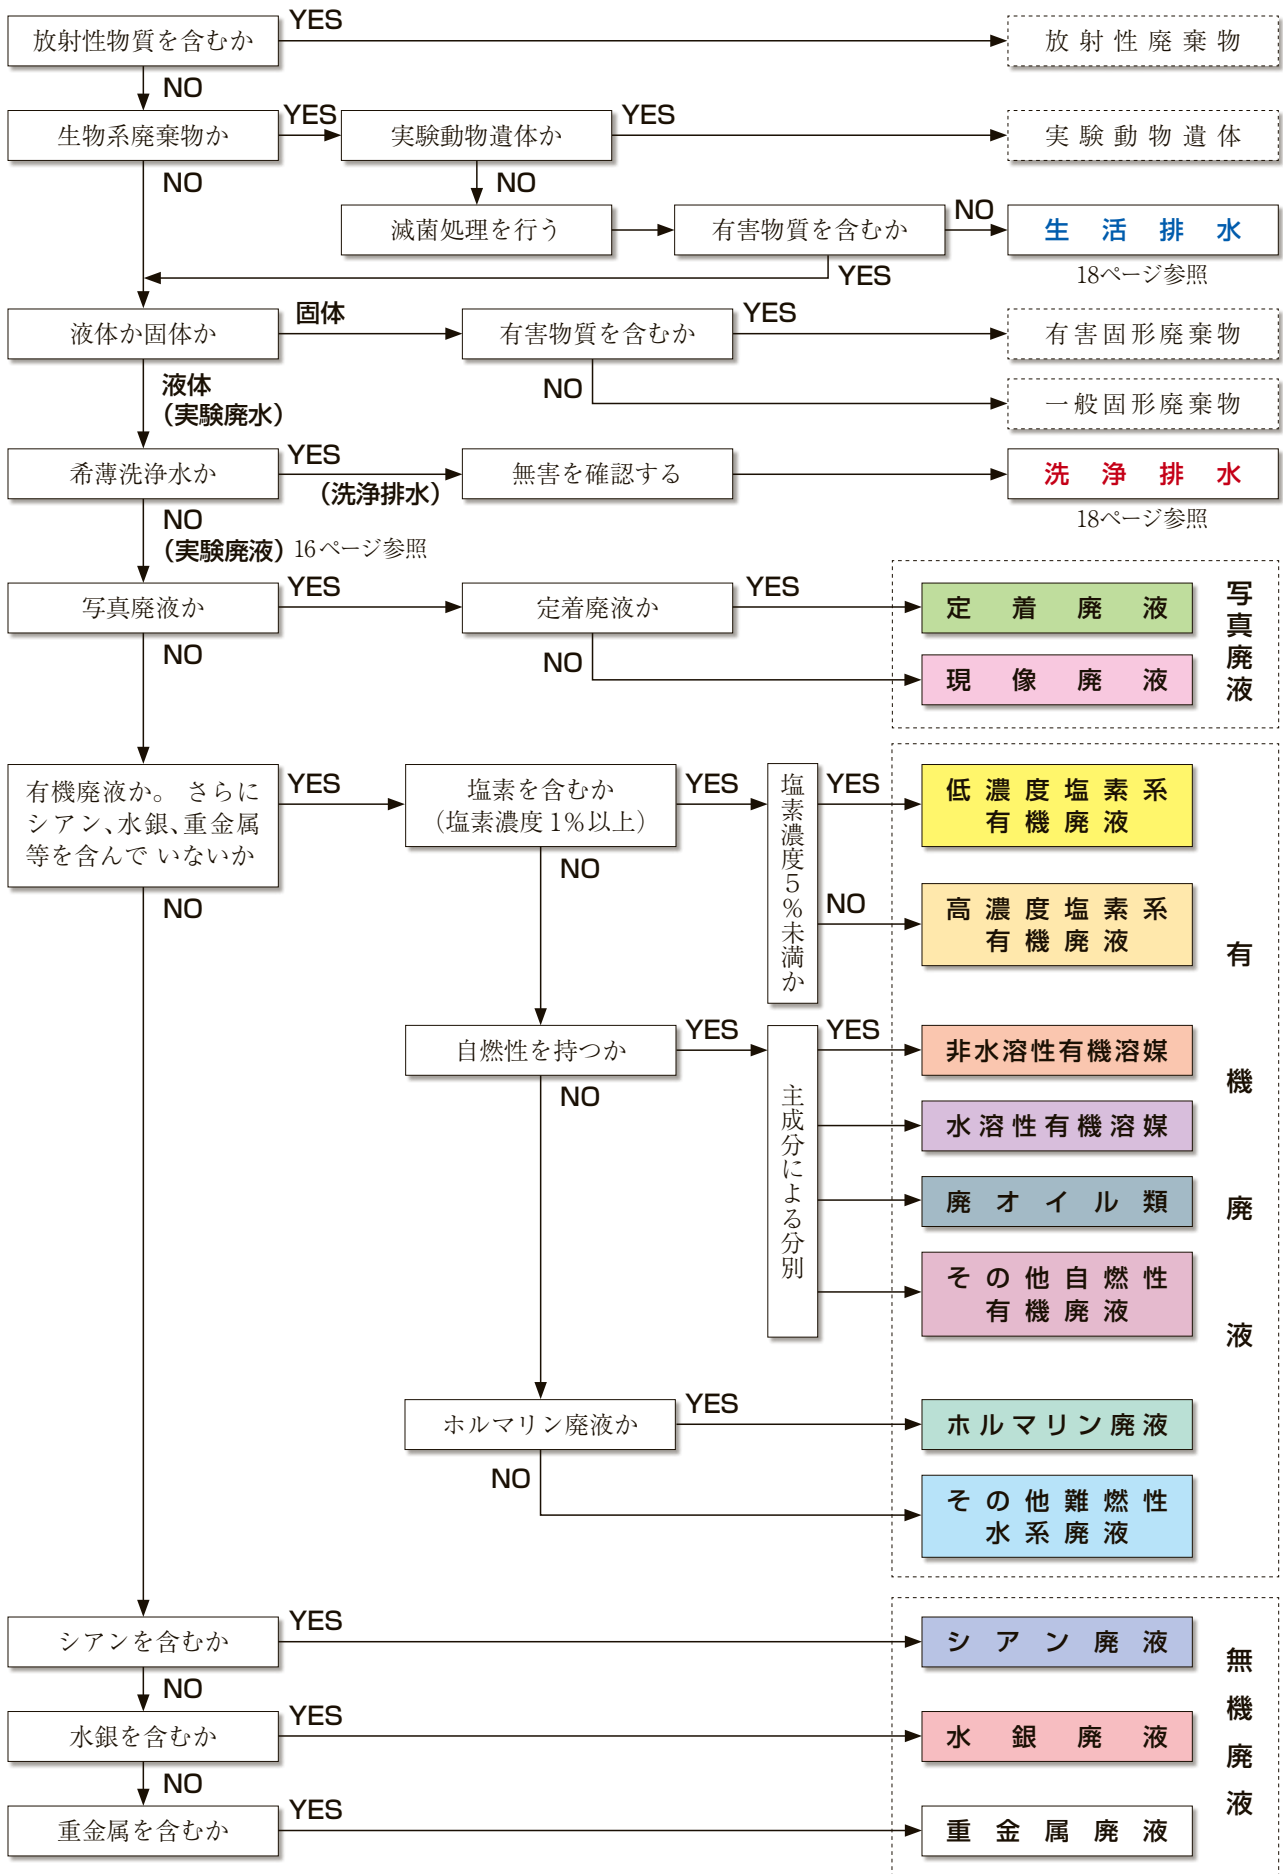 放射性物質を含むか
YES
放射性廃棄物
NO
生物系廃棄物か
YES
実験動物遺体か
YES
実験動物遺体
NO
NO
滅菌処理を行う
有害物質を含むか
NO
生活排水
YES
18ページ参照
液体か固体か
固体
有害物質を含むか
YES
有害固形廃棄物
NO
一般固形廃棄物
液体
（実験廃水）
希薄洗浄水か
YES
（洗浄排水）
無害を確認する
洗浄排水
18ページ参照
NO
（実験廃液）
16ページ参照
写真廃液か
YES
定着廃液か
YES
定着廃液
NO
NO
現像廃液
写真廃液
有機廃液か。 さらに
シアン、水銀、重金属
等を含んで いないか
YES
塩素を含むか
（塩素濃度 1％以上）
YES
塩素濃度5％未満か
YES
低濃度塩素系
有機廃液
NO
NO
NO
高濃度塩素系
有機廃液
自燃性を持つか
YES
主成分による分別
YES
非水溶性有機溶媒
NO
水溶性有機溶媒
廃オイル類
その他自燃性
有機廃液
ホルマリン廃液か
YES
ホルマリン廃液
NO
その他難燃性
水系廃液
有機廃液
シアンを含むか
YES
シアン廃液
NO
水銀を含むか
YES
水銀廃液
NO
重金属を含むか
YES
重金属廃液
無機廃液